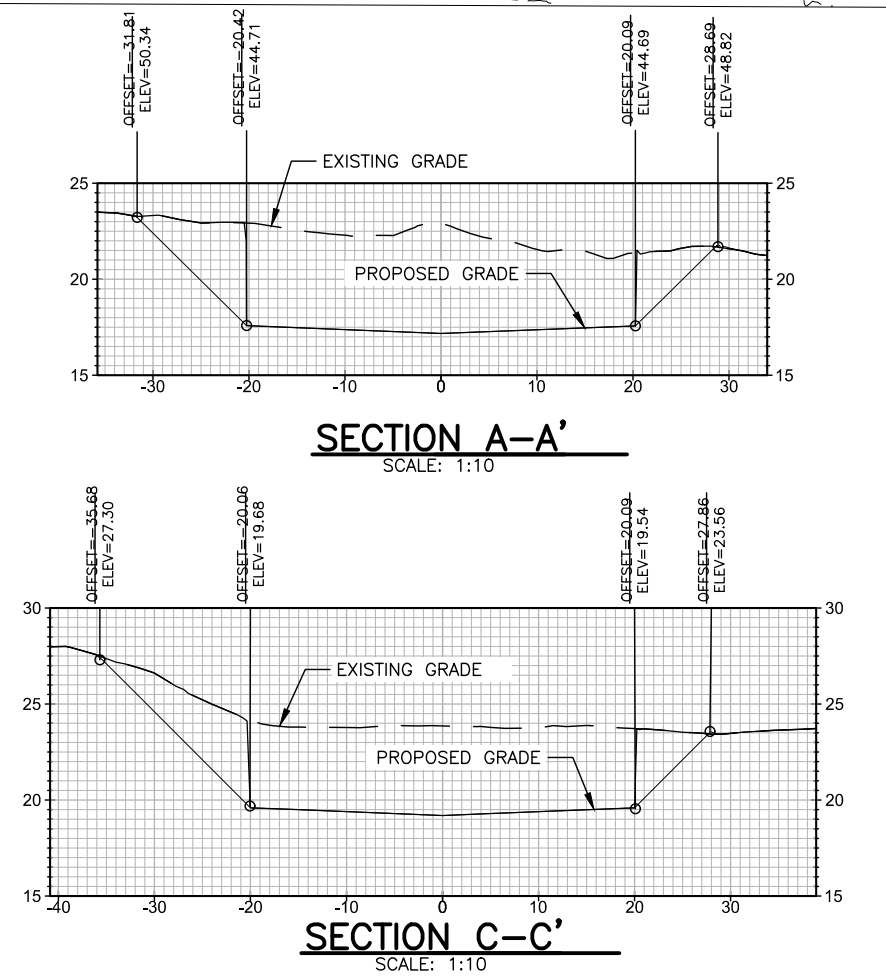 OFFSET=-31.81
ELEV=50.34
OFFSET=-20.42
ELEV=44.71
OFFSET=20.09
ELEV=44.69
OFFSET=28.69
ELEV=48.82
EXISTING GRADE
25
25
PROPOSED GRADE
20
20
15
15
-30
-20
-10
0
10
20
30
SECTION A-A'
SCALE: 1:10
OFFSET=-35.68
ELEV=27.30
OFFSET=-20.06
ELEV=19.68
OFFSET=20.09
ELEV=19.54
OFFSET=27.86
ELEV=23.56
30
30
EXISTING GRADE
25
25
PROPOSED GRADE
20
20
15
15
-40
-30
-20
-10
0
10
20
30
SECTION C-C'
SCALE: 1:10